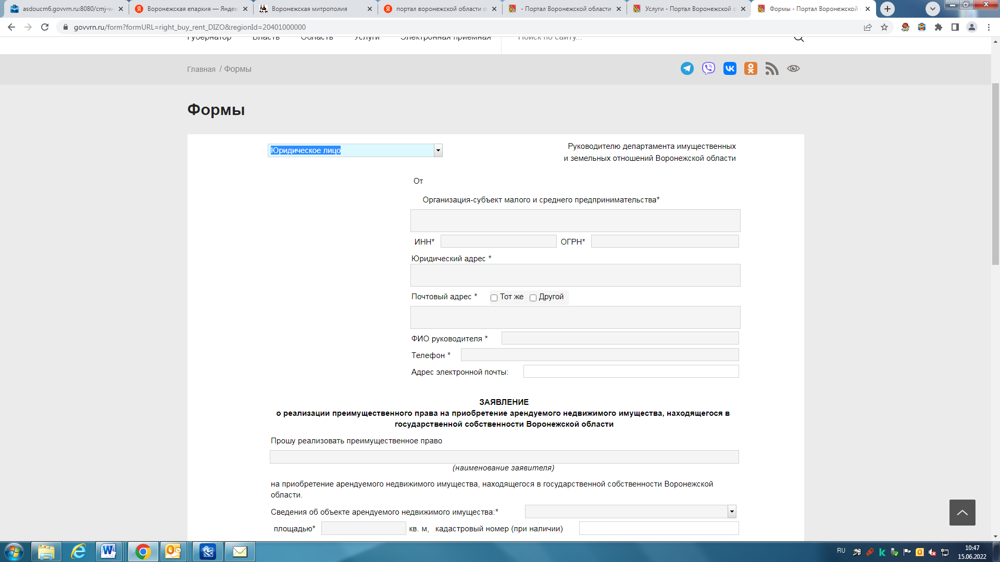 asdoucm6.govvrn.ru:8080/cmj-w
Воронежская епархия — Яндекс
Воронежская митрополия
портал воронежской области о
- Портал Воронежской области
Услуги - Портал Воронежской о
Формы - Портал Воронежской
govvrn.ru/form?formURL=right_buy_rent_DIZO&regionId=20401000000
Губернатор Власть Область Услуги Электронная приемная Поиск по сайту...
Главная / Формы
Формы
Юридическое лицо
Руководителю департамента имущественных
и земельных отношений Воронежской области
От
Организация-субъект малого и среднего предпринимательства*
ИНН* ОГРН*
Юридический адрес *
Почтовый адрес * Тот же Другой
ФИО руководителя *
Телефон *
Адрес электронной почты:
ЗАЯВЛЕНИЕ
о реализации преимущественного права на приобретение арендуемого недвижимого имущества, находящегося в
государственной собственности Воронежской области
Прошу реализовать преимущественное право
(наименование заявителя)
на приобретение арендуемого недвижимого имущества, находящегося в государственной собственности Воронежской
области.
Сведения об объекте арендуемого недвижимого имущества:*
площадью* кв. м, кадастровый номер (при наличии)
RU
10:47
15.06.2022